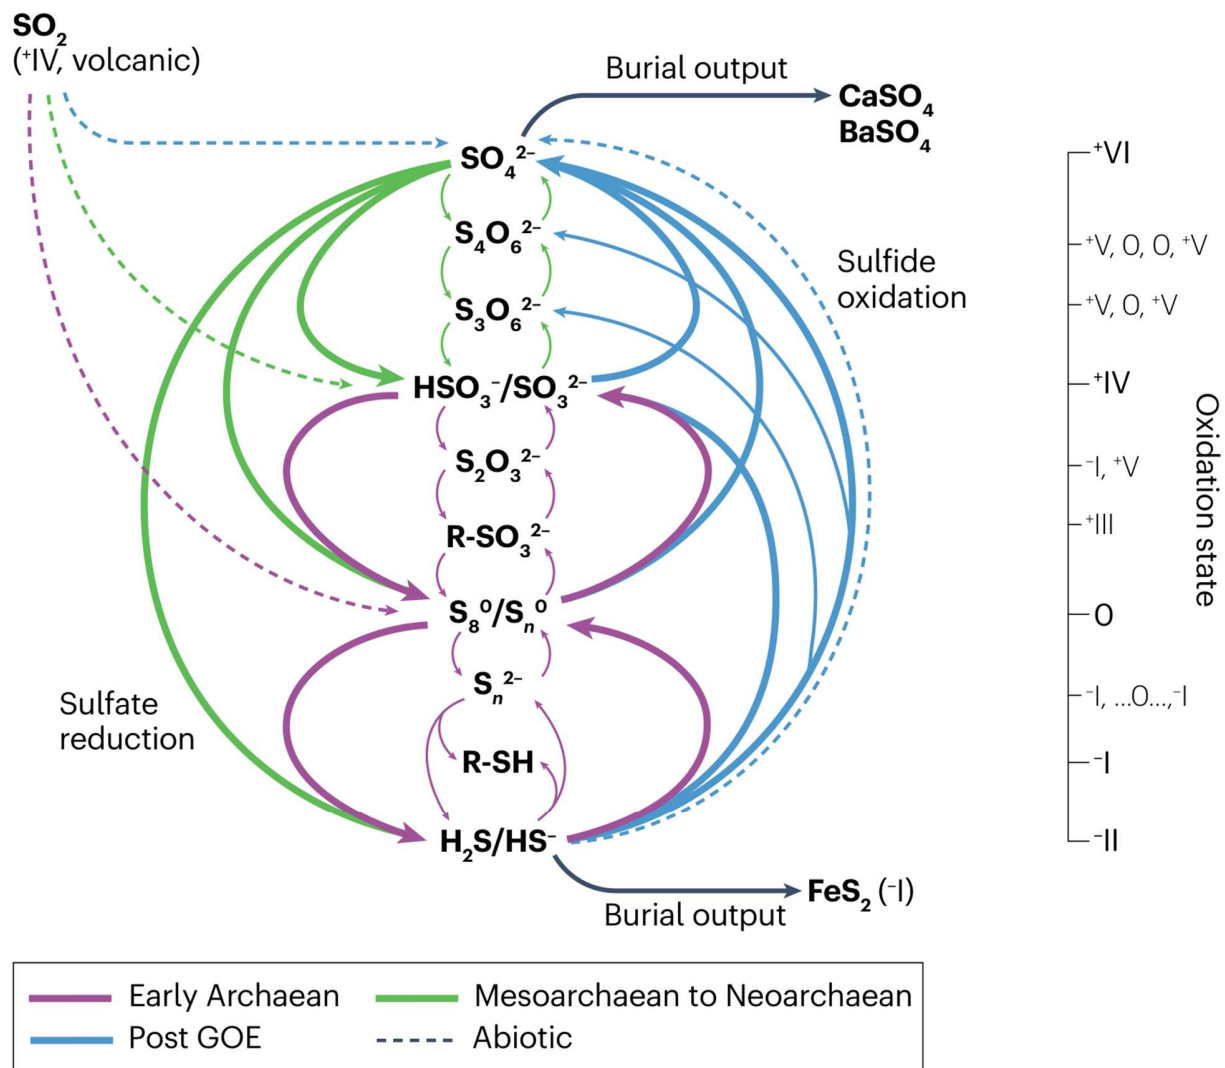 SO₂
(⁺IV, volcanic)
Burial output
CaSO₄
BaSO₄
SO₄²⁻
S₄O₆²⁻
S₃O₆²⁻
HSO₃⁻/SO₃²⁻
S₂O₃²⁻
R-SO₃²⁻
S₈⁰/Sₙ⁰
Sₙ²⁻
R-SH
H₂S/HS⁻
Sulfide
oxidation
Sulfate
reduction
Burial output
FeS₂ (⁻I)
⁺VI
⁺V, O, O, ⁺V
⁺V, O, ⁺V
⁺IV
⁻I, ⁺V
⁺III
O
⁻I, ...O...,⁻I
⁻I
⁻II
Oxidation state
Early Archaean
Mesoarchaean to Neoarchaean
Post GOE
Abiotic